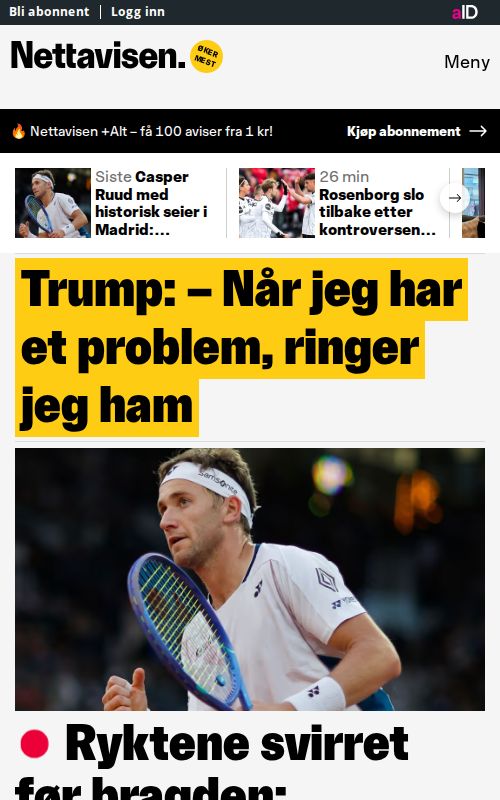 Bli abonnent | Logg inn
aID
Nettavisen.
ØKER
MEST
Meny
🔥 Nettavisen +Alt – få 100 aviser fra 1 kr!
Kjøp abonnement →
Siste Casper
Ruud med
historisk seier i
Madrid:...
26 min
Rosenborg slo
tilbake etter
kontroversen...
Trump: – Når jeg har
et problem, ringer
jeg ham
Samsonite
YONEX
Ryktene svirret
før bragden: